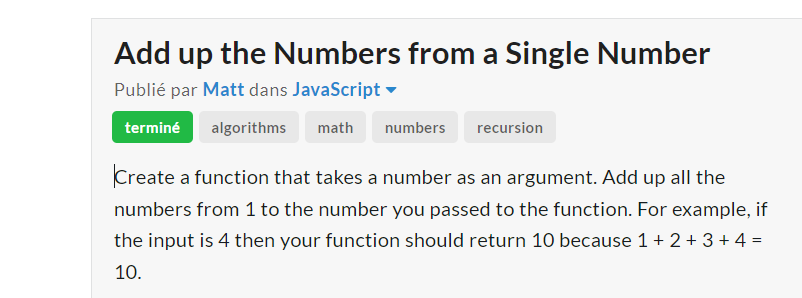 Add up the Numbers from a Single Number
Publié par Matt dans JavaScript
terminé algorithms math numbers recursion
Create a function that takes a number as an argument. Add up all the
numbers from 1 to the number you passed to the function. For example, if
the input is 4 then your function should return 10 because 1 + 2 + 3 + 4 =
10.